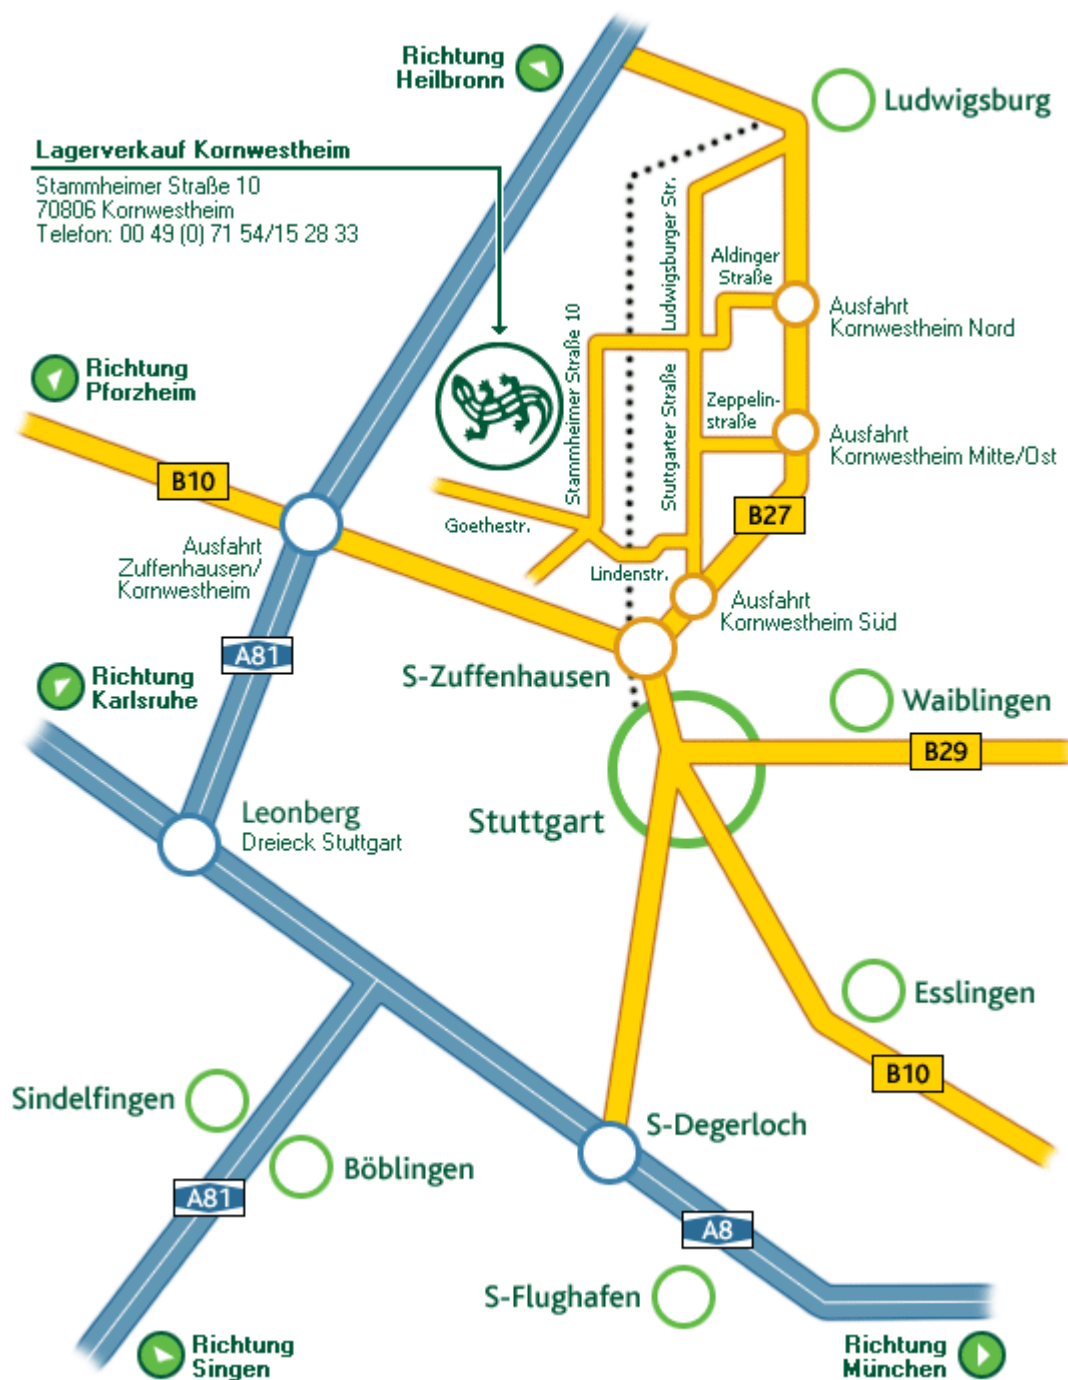 Richtung
Heilbronn
Ludwigsburg
Lagerverkauf Kornwestheim
Stammheimer Straße 10
70806 Kornwestheim
Telefon: 00 49 (0) 71 54/15 28 33
Ludwigsburger Str.
Aldinger
Straße
Ausfahrt
Kornwestheim Nord
Stammheimer Straße 10
Richtung
Pforzheim
Stuttgarter Straße
Zeppelin-
straße
Ausfahrt
Kornwestheim Mitte/Ost
B10
B27
Goethestr.
Ausfahrt
Zuffenhausen/
Kornwestheim
Lindenstr.
Ausfahrt
Kornwestheim Süd
A81
S-Zuffenhausen
Richtung
Karlsruhe
Waiblingen
B29
Leonberg
Dreieck Stuttgart
Stuttgart
Esslingen
B10
Sindelfingen
S-Degerloch
Böblingen
A81
A8
S-Flughafen
Richtung
Singen
Richtung
München